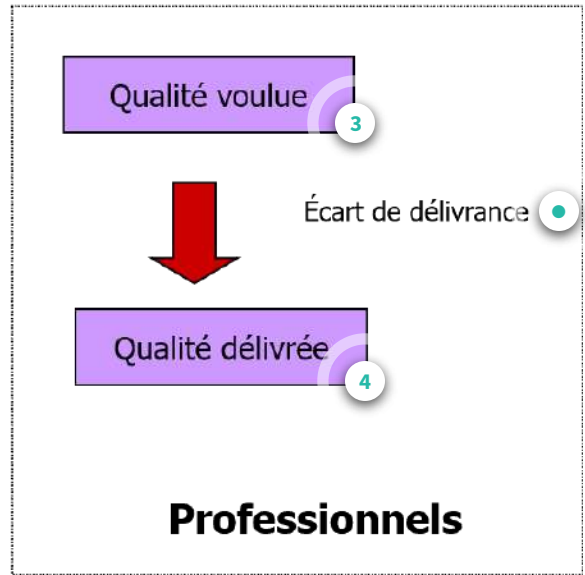 Qualité voulue
3
Écart de délivrance
Qualité délivrée
4
Professionnels